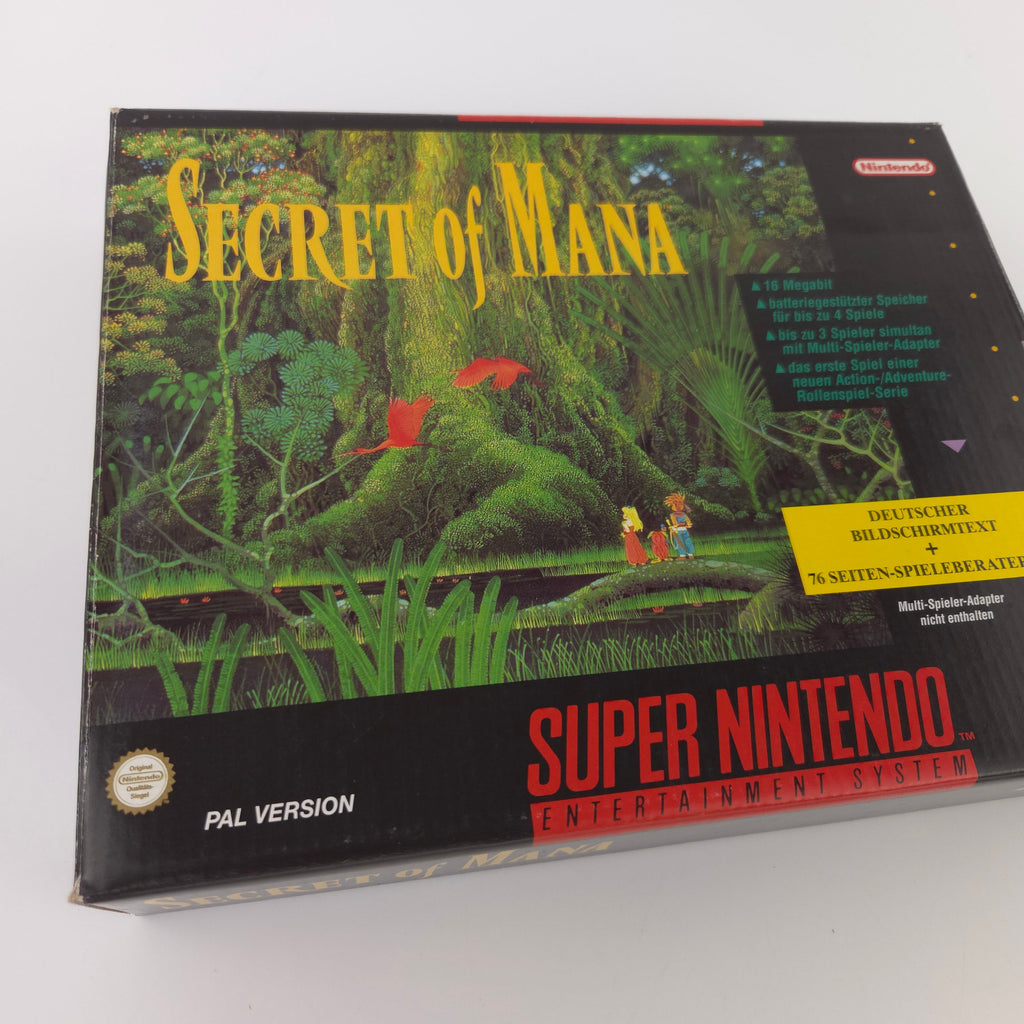 SECRET of MANA
Nintendo
16 Megabit
batteriegestützter Speicher
für bis zu 4 Spiele
bis zu 3 Spieler simultan
mit Multi-Spieler-Adapter
das erste Spiel einer
neuen Action-/Adventure-
Rollenspiel-Serie
DEUTSCHER
BILDSCHIRMTEXT
+
76 SEITEN-SPIELEBERATER
Multi-Spieler-Adapter
nicht enthalten
SUPER NINTENDO TM
ENTERTAINMENT SYSTEM
Original
Nintendo
Qualitäts-
Siegel
PAL VERSION
SECRET of MANA